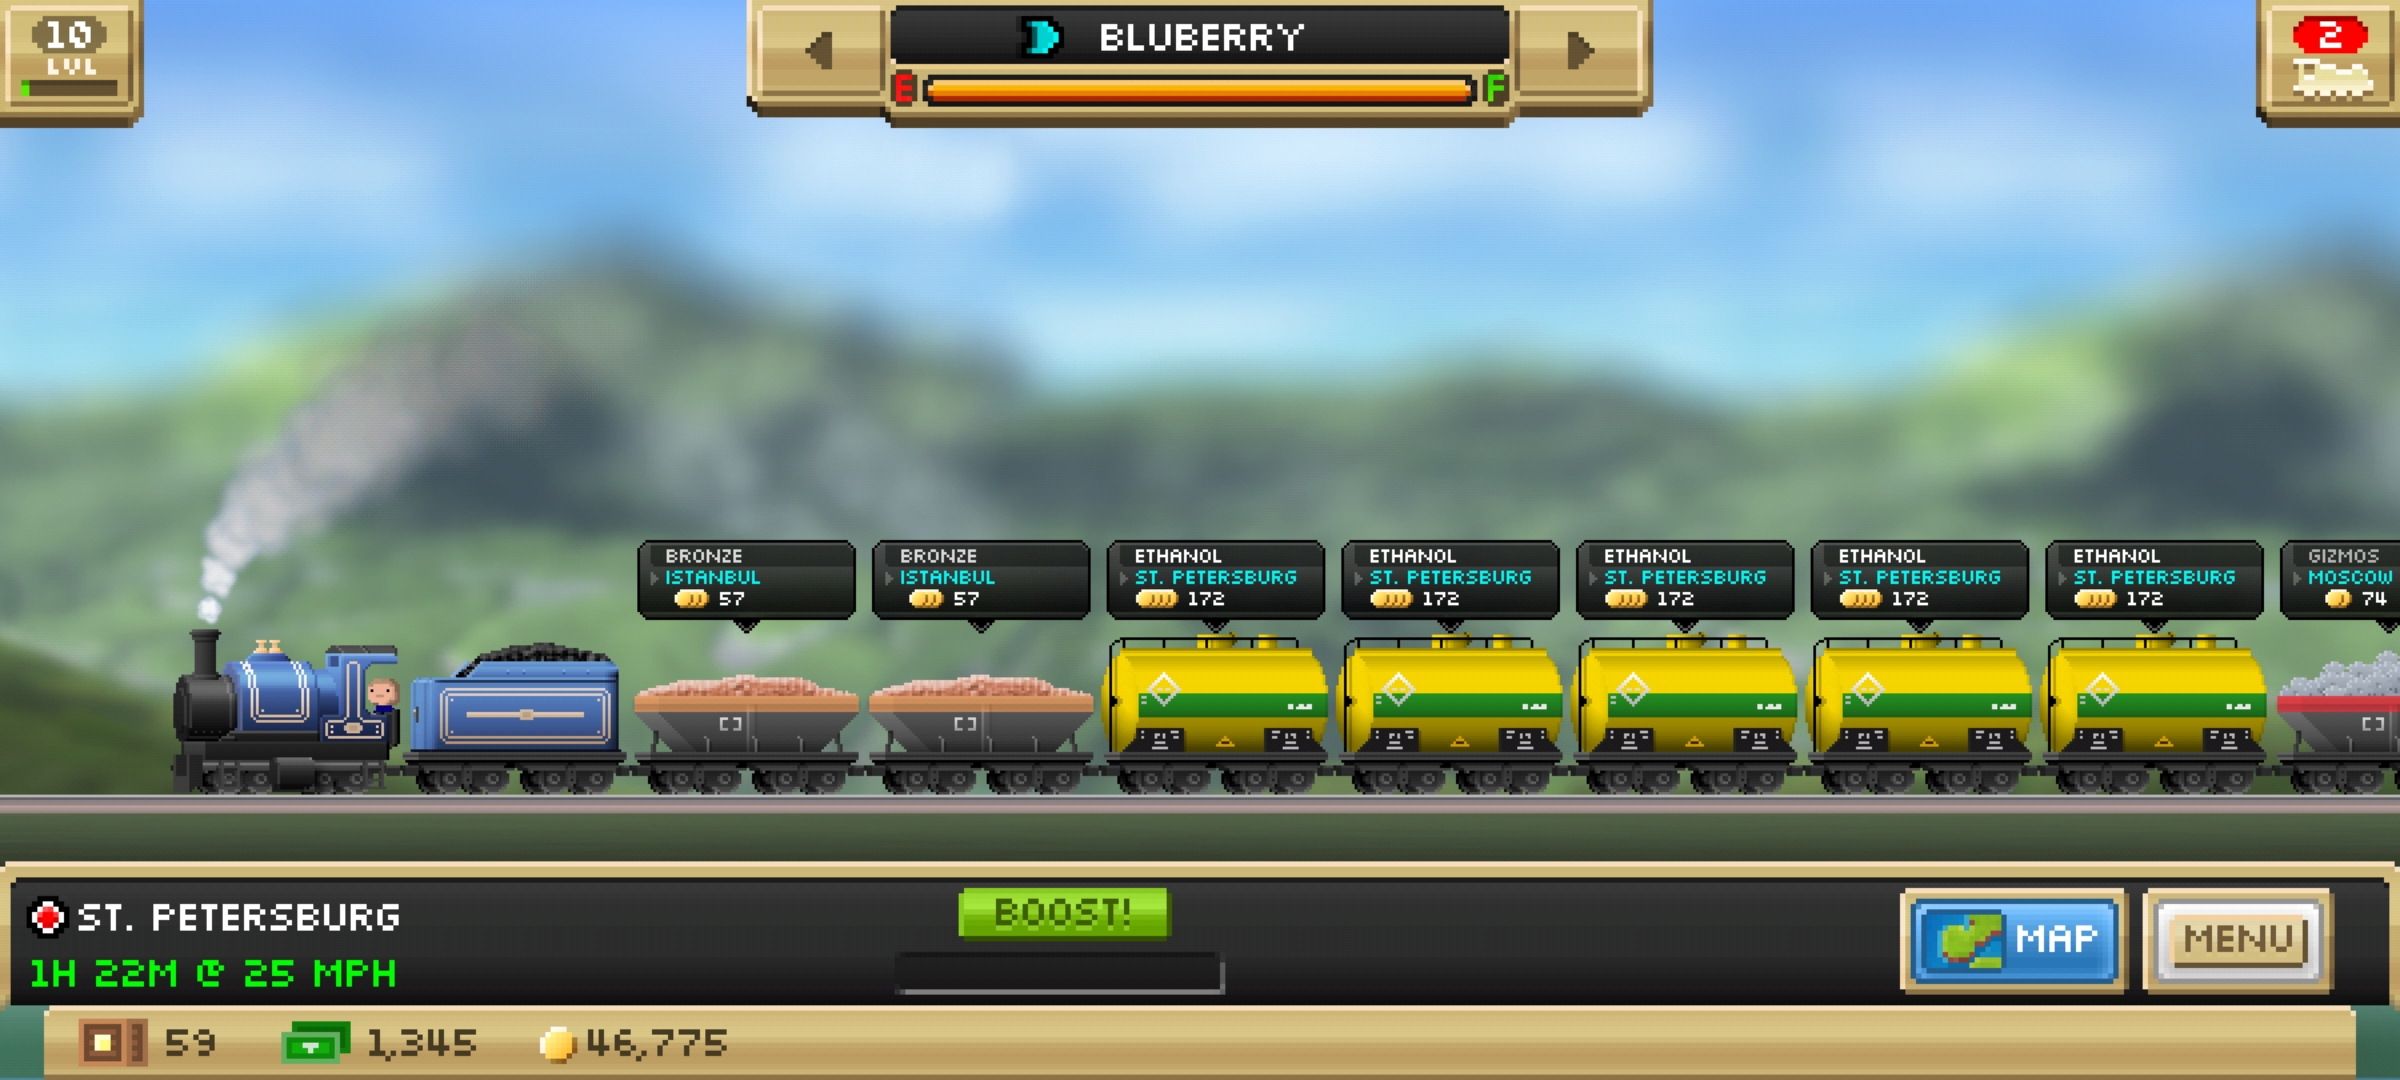 10
LVL
BLUBERRY
E F
2
BRONZE
ISTANBUL
57
BRONZE
ISTANBUL
57
ETHANOL
ST. PETERSBURG
172
ETHANOL
ST. PETERSBURG
172
ETHANOL
ST. PETERSBURG
172
ETHANOL
ST. PETERSBURG
172
ETHANOL
ST. PETERSBURG
172
GIZMOS
MOSCOW
74
ST. PETERSBURG
1H 22M @ 25 MPH
BOOST!
MAP
MENU
59
1,345
46,775